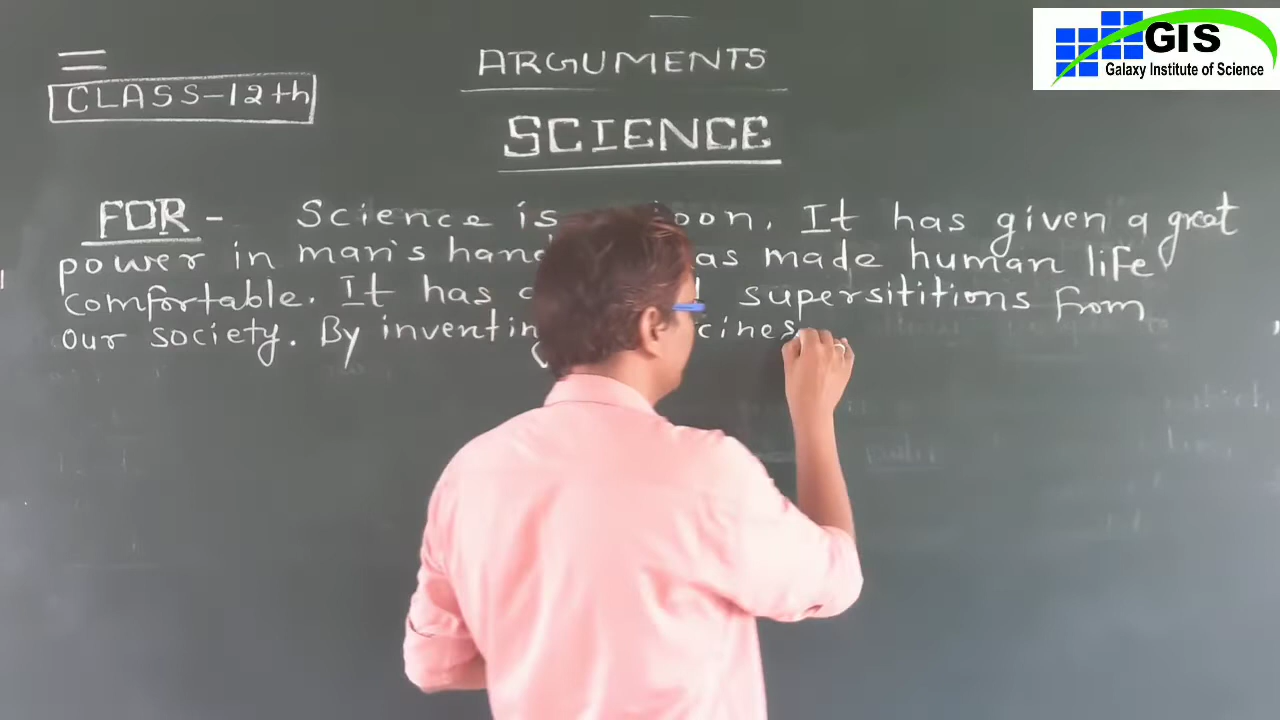 ARGUMENTS
GIS
Galaxy Institute of Science
CLASS-12th
SCIENCE
FOR - Science is oon. It has given a great
power in man's han as made human life
comfortable. It has supersititions from
our society. By inventin cines